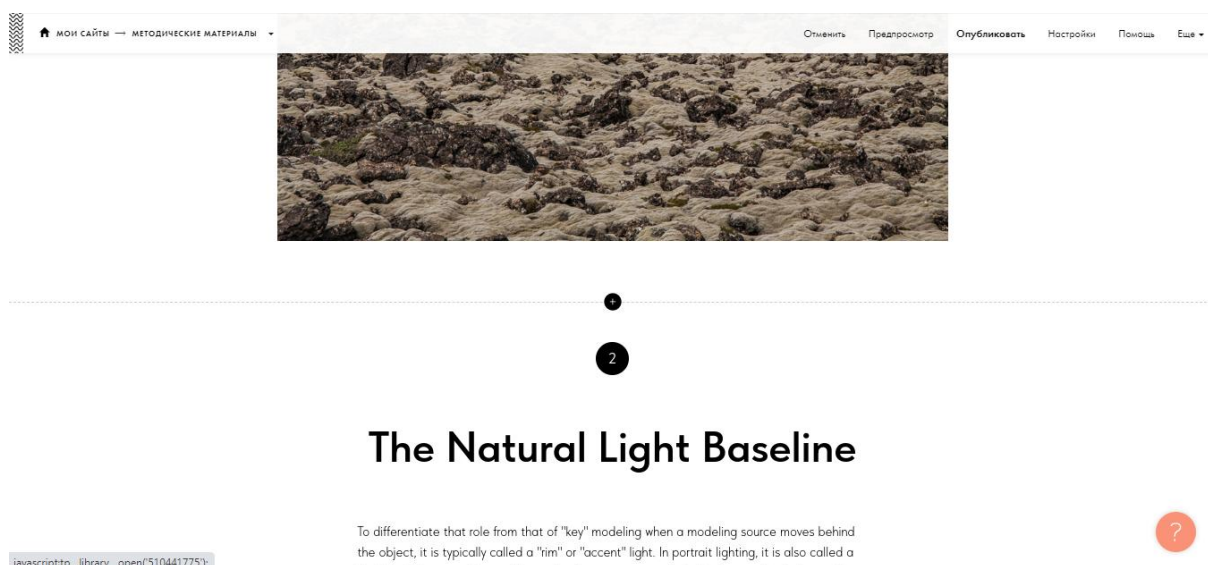 МОИ САЙТЫ → МЕТОДИЧЕСКИЕ МАТЕРИАЛЫ Отменить Предпросмотр Опубликовать Настройки Помощь Еще
+
2
The Natural Light Baseline
To differentiate that role from that of "key" modeling when a modeling source moves behind
the object, it is typically called a "rim" or "accent" light. In portrait lighting, it is also called a
?
javascript:tp__library__open('510441775');